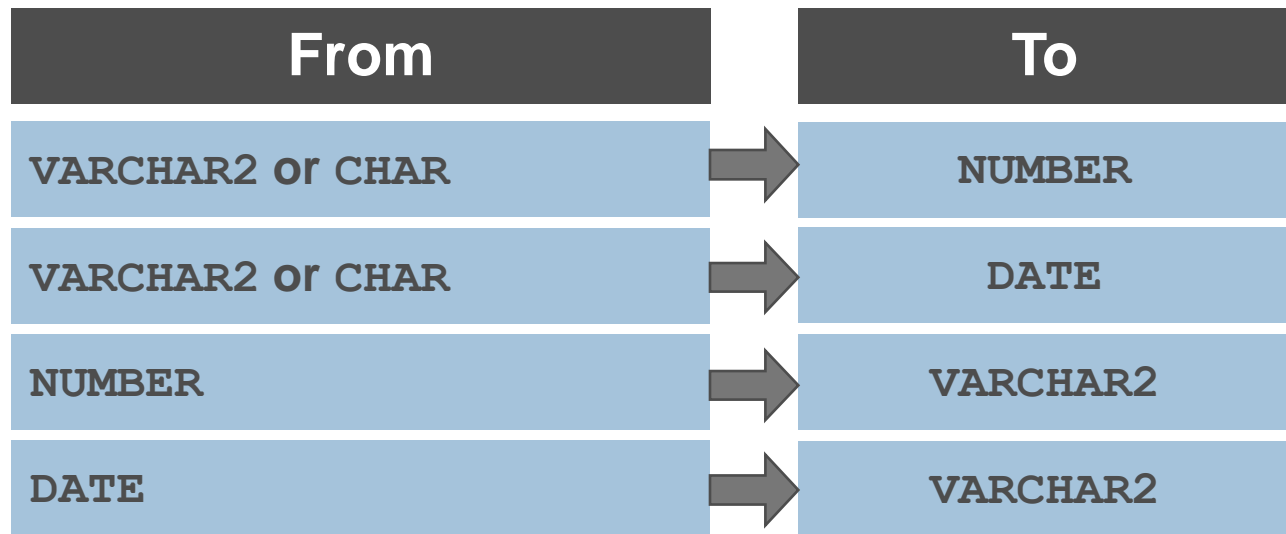 From To
VARCHAR2 or CHAR NUMBER
VARCHAR2 or CHAR DATE
NUMBER VARCHAR2
DATE VARCHAR2